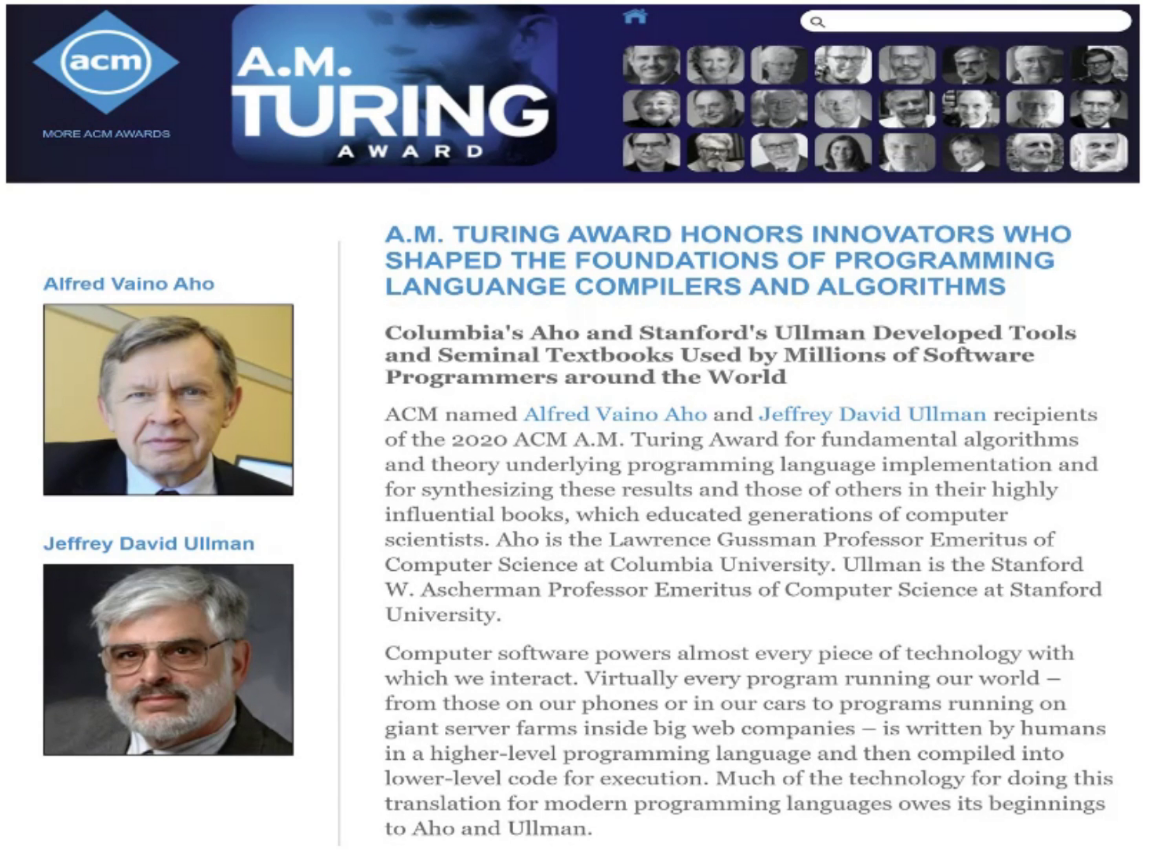 acm
MORE ACM AWARDS
A.M.
TURING
AWARD
Alfred Vaino Aho
Jeffrey David Ullman
A.M. TURING AWARD HONORS INNOVATORS WHO
SHAPED THE FOUNDATIONS OF PROGRAMMING
LANGUANGE COMPILERS AND ALGORITHMS
Columbia's Aho and Stanford's Ullman Developed Tools
and Seminal Textbooks Used by Millions of Software
Programmers around the World
ACM named Alfred Vaino Aho and Jeffrey David Ullman recipients
of the 2020 ACM A.M. Turing Award for fundamental algorithms
and theory underlying programming language implementation and
for synthesizing these results and those of others in their highly
influential books, which educated generations of computer
scientists. Aho is the Lawrence Gussman Professor Emeritus of
Computer Science at Columbia University. Ullman is the Stanford
W. Ascherman Professor Emeritus of Computer Science at Stanford
University.
Computer software powers almost every piece of technology with
which we interact. Virtually every program running our world –
from those on our phones or in our cars to programs running on
giant server farms inside big web companies – is written by humans
in a higher-level programming language and then compiled into
lower-level code for execution. Much of the technology for doing this
translation for modern programming languages owes its beginnings
to Aho and Ullman.